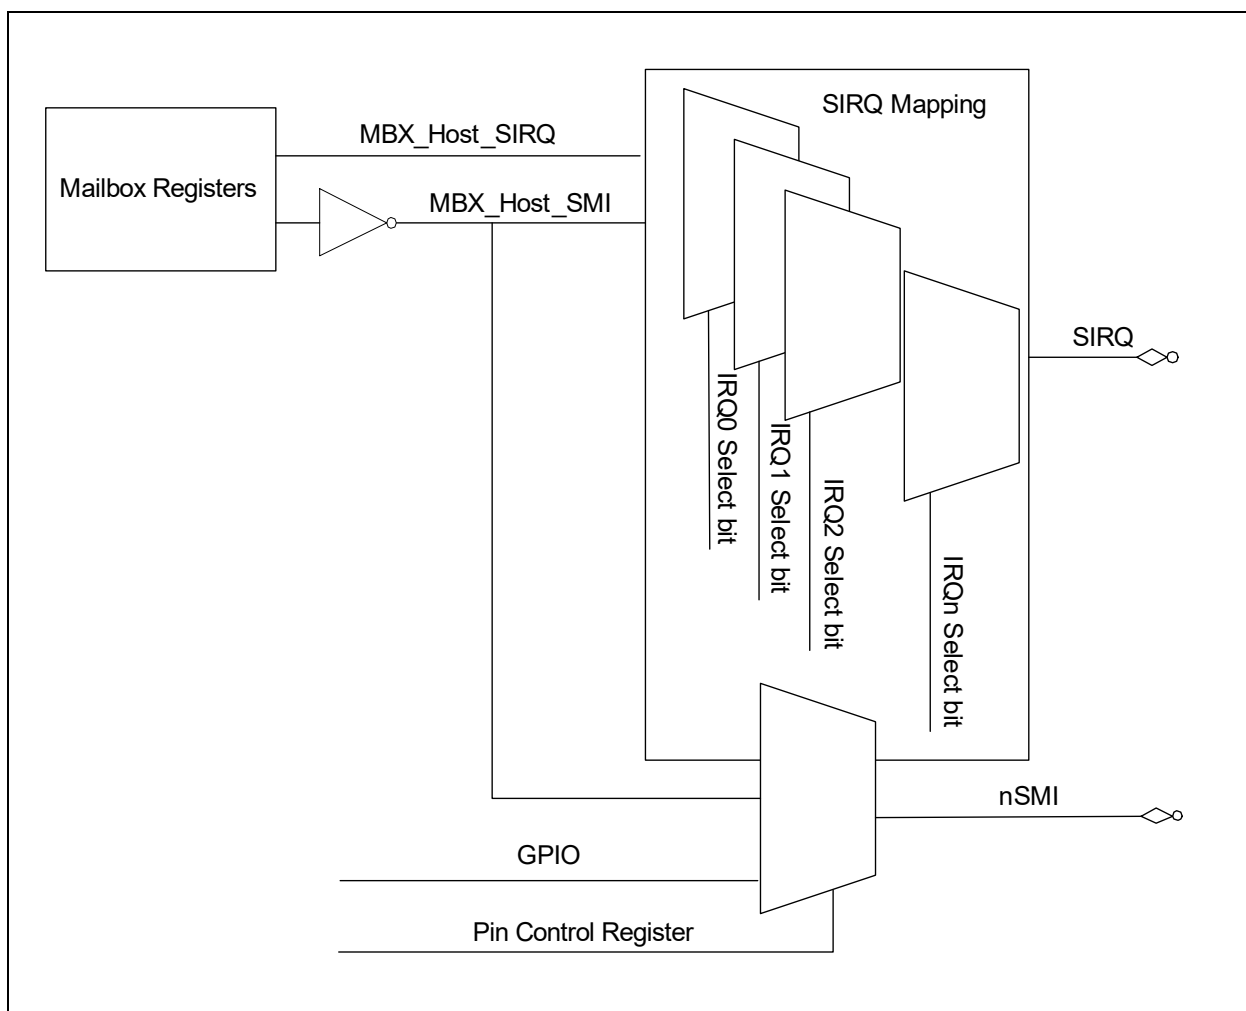 SIRQ Mapping
MBX_Host_SIRQ
Mailbox Registers
MBX_Host_SMI
SIRQ
IRQ0 Select bit
IRQ1 Select bit
IRQ2 Select bit
IRQn Select bit
nSMI
GPIO
Pin Control Register